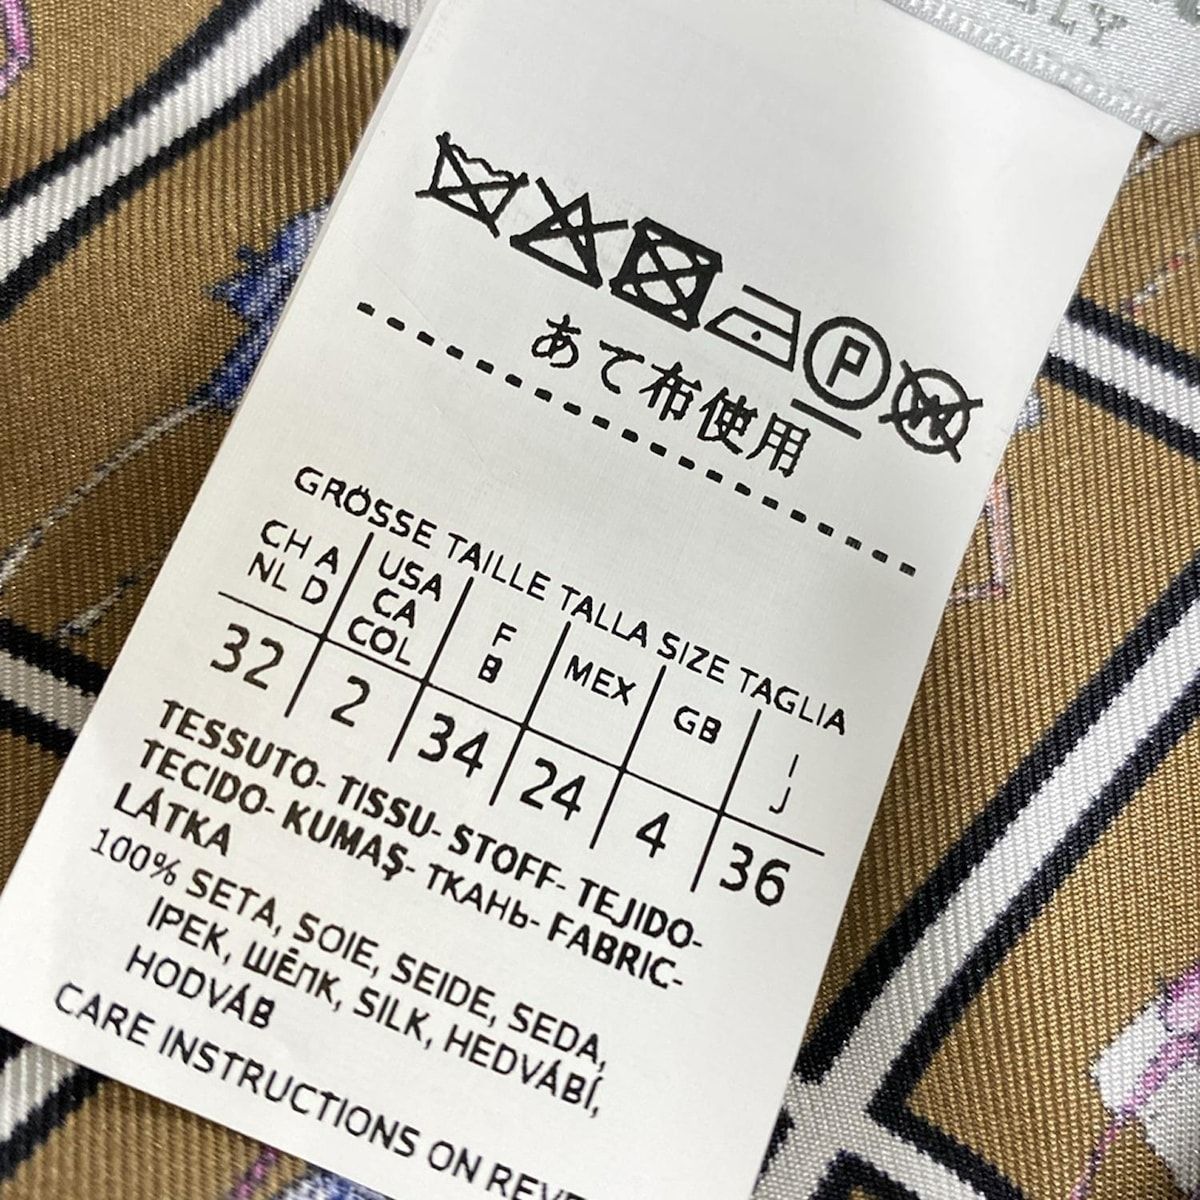 ALY
P
W
あて布使用
GRÖSSE TAILLE TALLA SIZE TAGLIA
CH A
NL D
USA
CA
COL
F
B
MEX
GB
I
J
32 2 34 24 4 36
TESSUTO- TISSU- STOFF- TEJIDO-
TECIDO- KUMAŞ- ТКАНЬ- FABRIC-
LÁTKA
100% SETA, SOIE, SEIDE, SEDA,
IPEK, ШЁЛК, SILK, HEDVÁBÍ,
HODVÁB
CARE INSTRUCTIONS ON